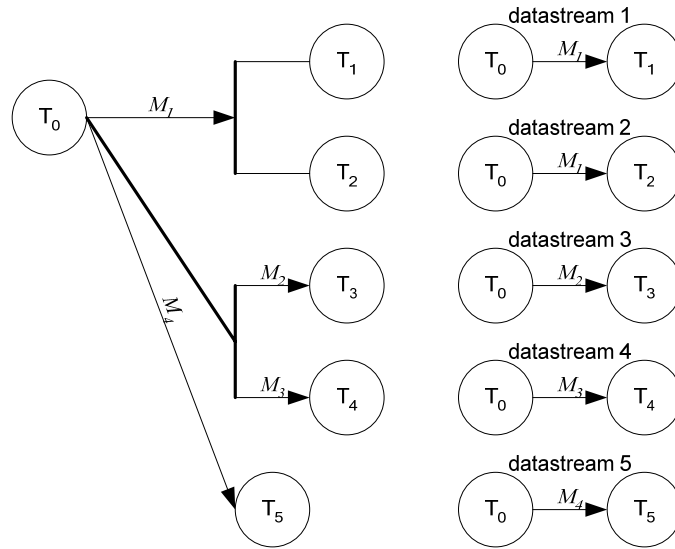 T0
M1
T1
T2
M2
T3
M3
T4
M4
T5
datastream 1
T0
M1
T1
datastream 2
T0
M1
T2
datastream 3
T0
M2
T3
datastream 4
T0
M3
T4
datastream 5
T0
M4
T5